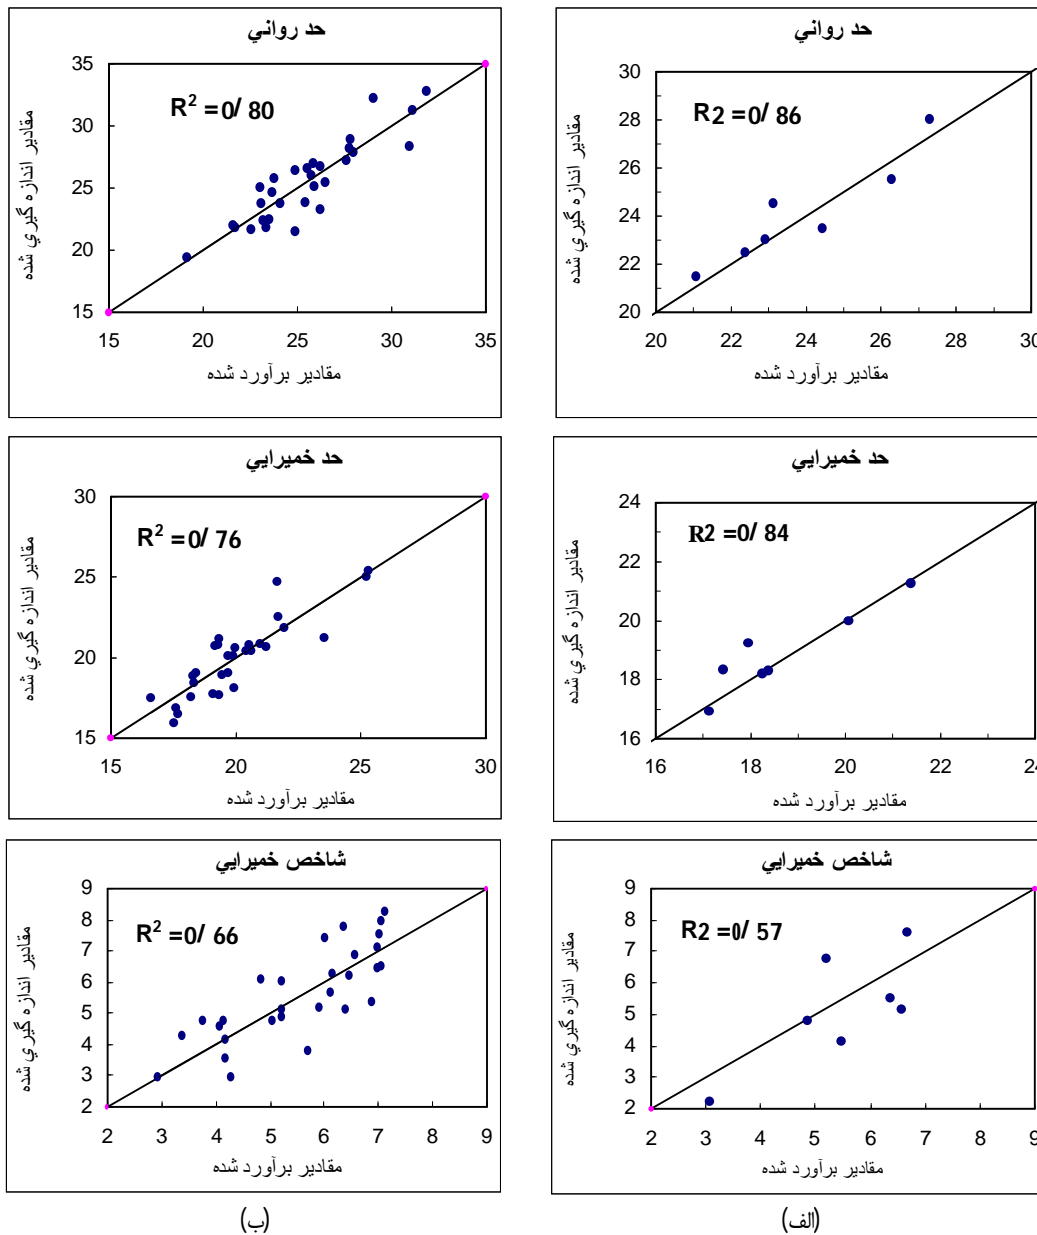 حد رواني
R² =0/ 80
35
30
25
20
15
15 20 25 30 35
مقادير اندازه گيري شده
مقادير برآورد شده
حد رواني
R2 =0/ 86
30
28
26
24
22
20
20 22 24 26 28 30
مقادير اندازه گيري شده
مقادير برآورد شده
حد خميرايي
R² =0/ 76
30
25
20
15
15 20 25 30
مقادير اندازه گيري شده
مقادير برآورد شده
حد خميرايي
R2 =0/ 84
24
22
20
18
16
16 18 20 22 24
مقادير اندازه گيري شده
مقادير برآورد شده
شاخص خميرايي
R² =0/ 66
9
8
7
6
5
4
3
2
2 3 4 5 6 7 8 9
مقادير اندازه گيري شده
مقادير برآورد شده
(ب)
شاخص خميرايي
R2 =0/ 57
9
8
7
6
5
4
3
2
2 3 4 5 6 7 8 9
مقادير اندازه گيري شده
مقادير برآورد شده
(الف)